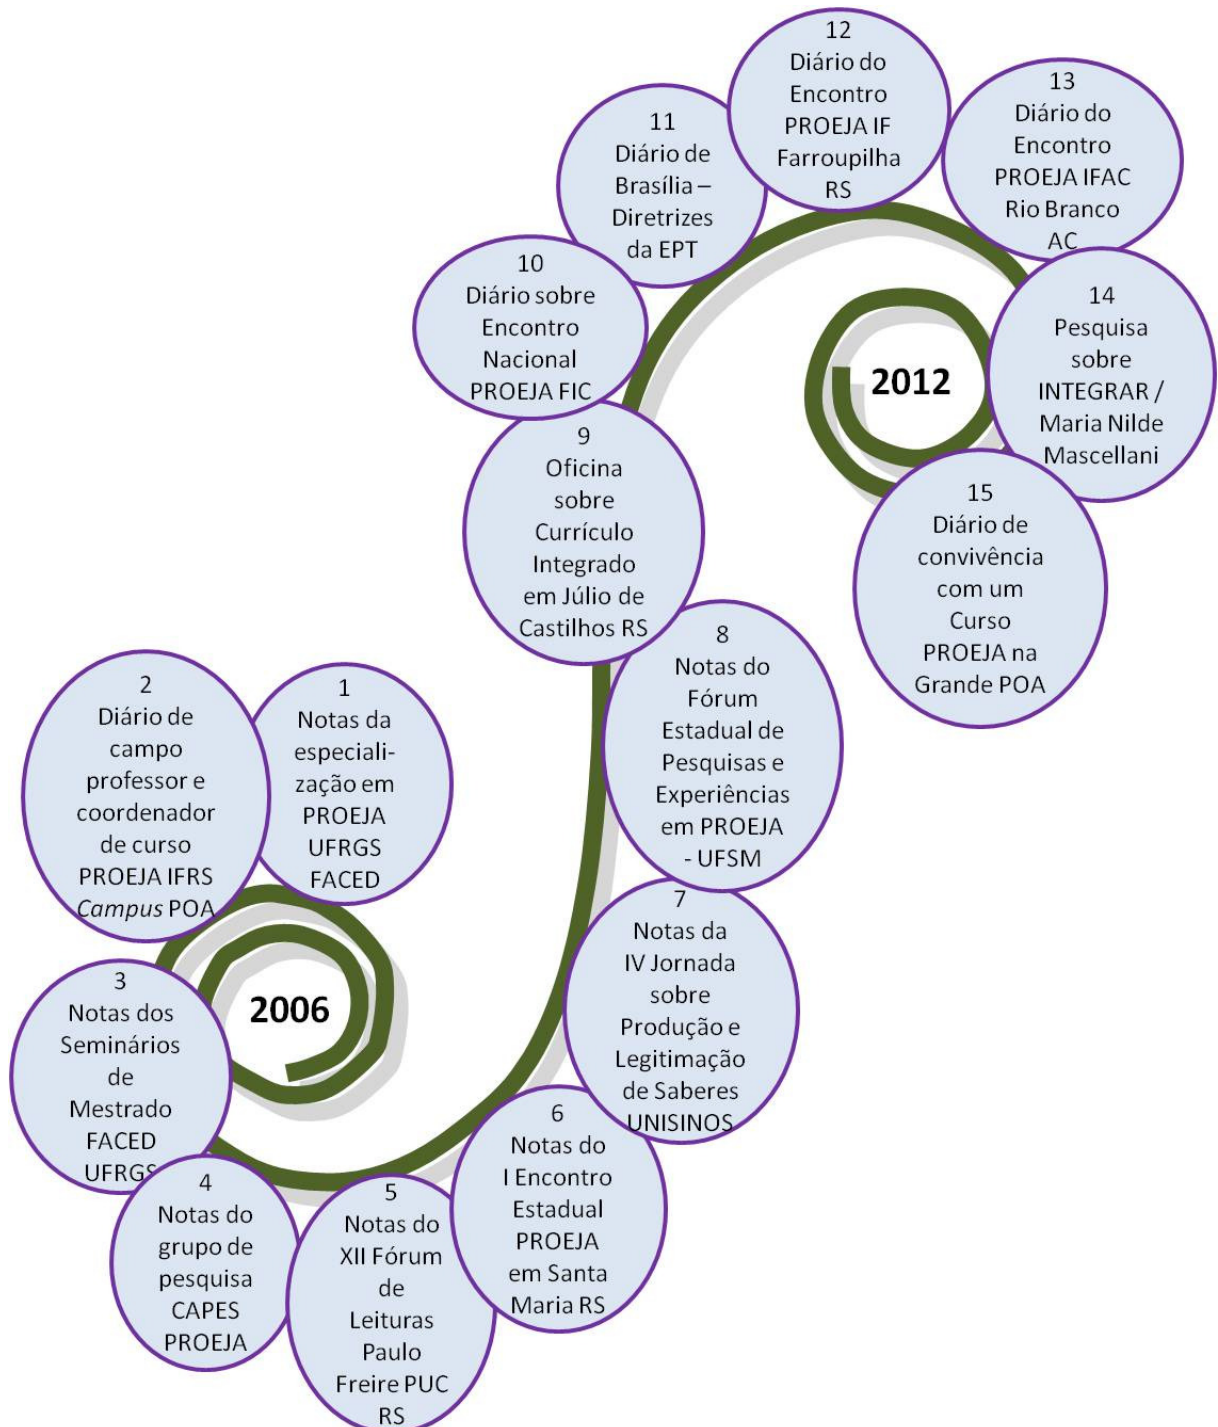 1
Notas da
especiali-
zação em
PROEJA
UFRGS
FACED
2
Diário de
campo
professor e
coordenador
de curso
PROEJA IFRS
Campus POA
3
Notas dos
Seminários
de
Mestrado
FACED
UFRGS
4
Notas do
grupo de
pesquisa
CAPES
PROEJA
5
Notas do
XII Fórum
de
Leituras
Paulo
Freire PUC
RS
6
Notas do
I Encontro
Estadual
PROEJA
em Santa
Maria RS
7
Notas da
IV Jornada
sobre
Produção e
Legitimação
de Saberes
UNISINOS
8
Notas do
Fórum
Estadual de
Pesquisas e
Experiências
em PROEJA
- UFSM
9
Oficina
sobre
Currículo
Integrado
em Júlio de
Castilhos RS
10
Diário sobre
Encontro
Nacional
PROEJA FIC
11
Diário de
Brasília –
Diretrizes
da EPT
12
Diário do
Encontro
PROEJA IF
Farroupilha
RS
13
Diário do
Encontro
PROEJA IFAC
Rio Branco
AC
14
Pesquisa
sobre
INTEGRAR /
Maria Nilde
Mascellani
15
Diário de
convivência
com um
Curso
PROEJA na
Grande POA
2006
2012